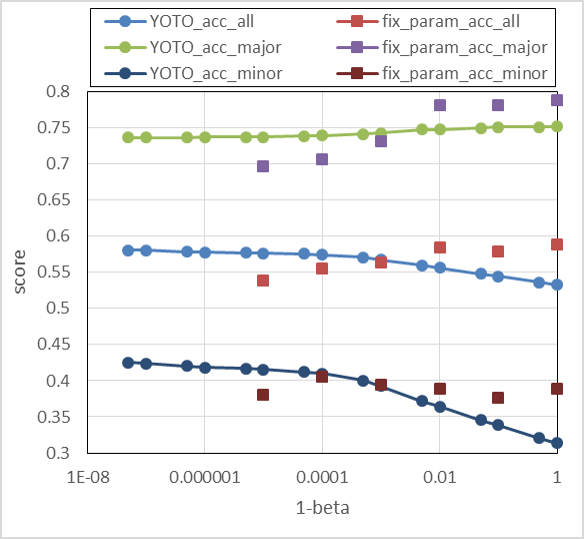 YOTO_acc_all fix_param_acc_all
YOTO_acc_major fix_param_acc_major
YOTO_acc_minor fix_param_acc_minor
0.8
0.75
0.7
0.65
0.6
0.55
0.5
0.45
0.4
0.35
0.3
score
1E-08 0.000001 0.0001 0.01 1
1-beta